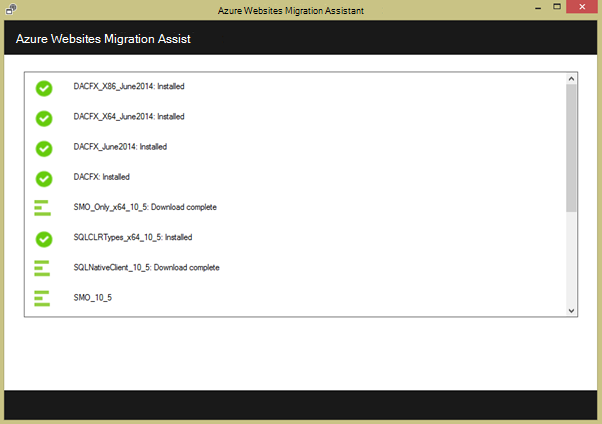 Azure Websites Migration Assistant
Azure Websites Migration Assist
DACFX_X86_June2014: Installed
DACFX_X64_June2014: Installed
DACFX_June2014: Installed
DACFX: Installed
SMO_Only_x64_10_5: Download complete
SQLCLRTypes_x64_10_5: Installed
SQLNativeClient_10_5: Download complete
SMO_10_5